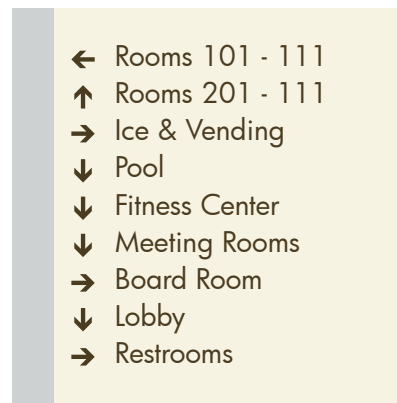 ← Rooms 101 - 111
↑ Rooms 201 - 111
→ Ice & Vending
↓ Pool
↓ Fitness Center
↓ Meeting Rooms
→ Board Room
↓ Lobby
→ Restrooms